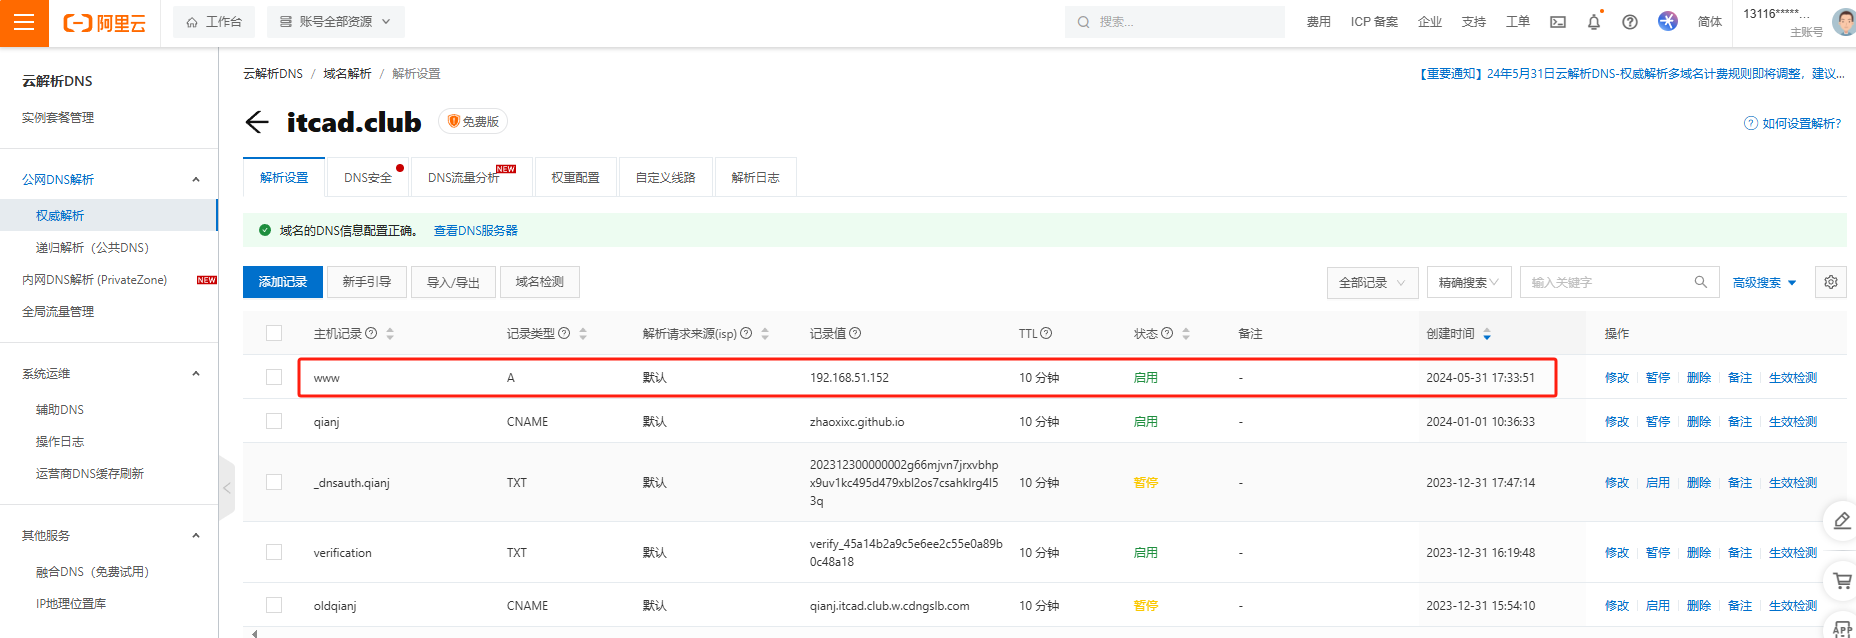 阿里云
工作台
账号全部资源
搜索...
费用
ICP 备案
企业
支持
工单
简体
13116*****...
主账号
云解析DNS
实例套餐管理
公网DNS解析
权威解析
递归解析（公共DNS）
内网DNS解析 (PrivateZone)
NEW
全局流量管理
系统运维
辅助DNS
操作日志
运营商DNS缓存刷新
其他服务
融合DNS（免费试用）
IP地理位置库
云解析DNS / 域名解析 / 解析设置
【重要通知】24年5月31日云解析DNS-权威解析多域名计费规则即将调整，建议...
itcad.club
免费版
如何设置解析?
解析设置
DNS安全
DNS流量分析
NEW
权重配置
自定义线路
解析日志
域名的DNS信息配置正确。 查看DNS服务器
添加记录
新手引导
导入/导出
域名检测
全部记录
精确搜索
输入关键字
高级搜索
主机记录 记录类型 解析请求来源(isp) 记录值 TTL 状态 备注 创建时间 操作
www A 默认 192.168.51.152 10 分钟 启用 - 2024-05-31 17:33:51 修改 暂停 删除 备注 生效检测
qianj CNAME 默认 zhaoxixc.github.io 10 分钟 启用 - 2024-01-01 10:36:33 修改 暂停 删除 备注 生效检测
_dnsauth.qianj TXT 默认 202312300000002g66mjvn7jrxvbhp
x9uv1kc495d479xbl2os7csahklrg4l5
3q
10 分钟 暂停 - 2023-12-31 17:47:14 修改 启用 删除 备注 生效检测
verification TXT 默认 verify_45a14b2a9c5e6ee2c55e0a89b
0c48a18
10 分钟 启用 - 2023-12-31 16:19:48 修改 暂停 删除 备注 生效检测
oldqianj CNAME 默认 qianj.itcad.club.w.cdngslb.com 10 分钟 暂停 - 2023-12-31 15:54:10 修改 启用 删除 备注 生效检测
APP